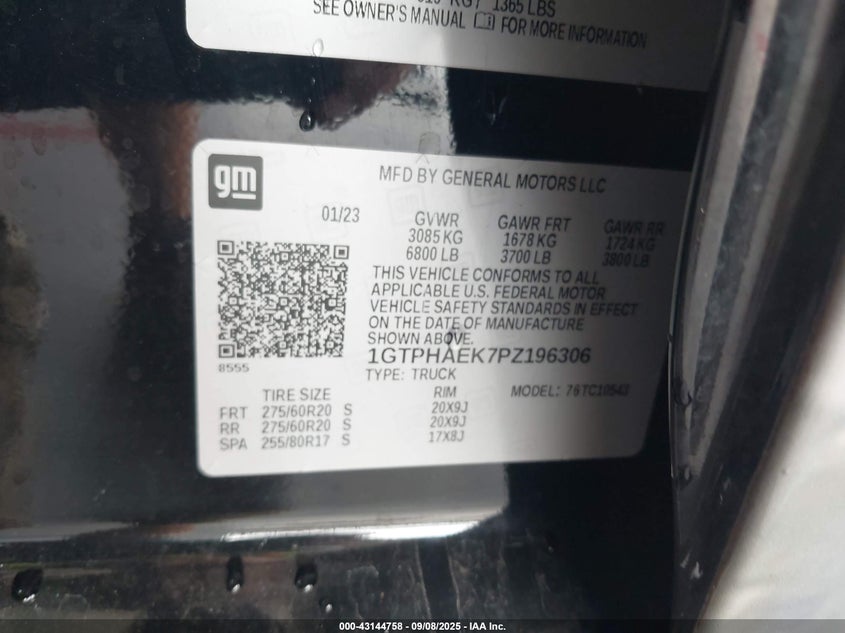 KG / 1365 LBS
SEE OWNER'S MANUAL FOR MORE INFORMATION
gm
MFD BY GENERAL MOTORS LLC
01/23
GVWR GAWR FRT GAWR RR
3085 KG 1678 KG 1724 KG
6800 LB 3700 LB 3800 LB
THIS VEHICLE CONFORMS TO ALL
APPLICABLE U.S. FEDERAL MOTOR
VEHICLE SAFETY STANDARDS IN EFFECT
ON THE DATE OF MANUFACTURE
SHOWN ABOVE.
1GTPHAEK7PZ196306
8555
TYPE: TRUCK
TIRE SIZE RIM MODEL: 76TC10543
FRT 275/60R20 S 20X9J
RR 275/60R20 S 20X9J
SPA 255/80R17 S 17X8J
000-43144758 - 09/08/2025 - IAA Inc.